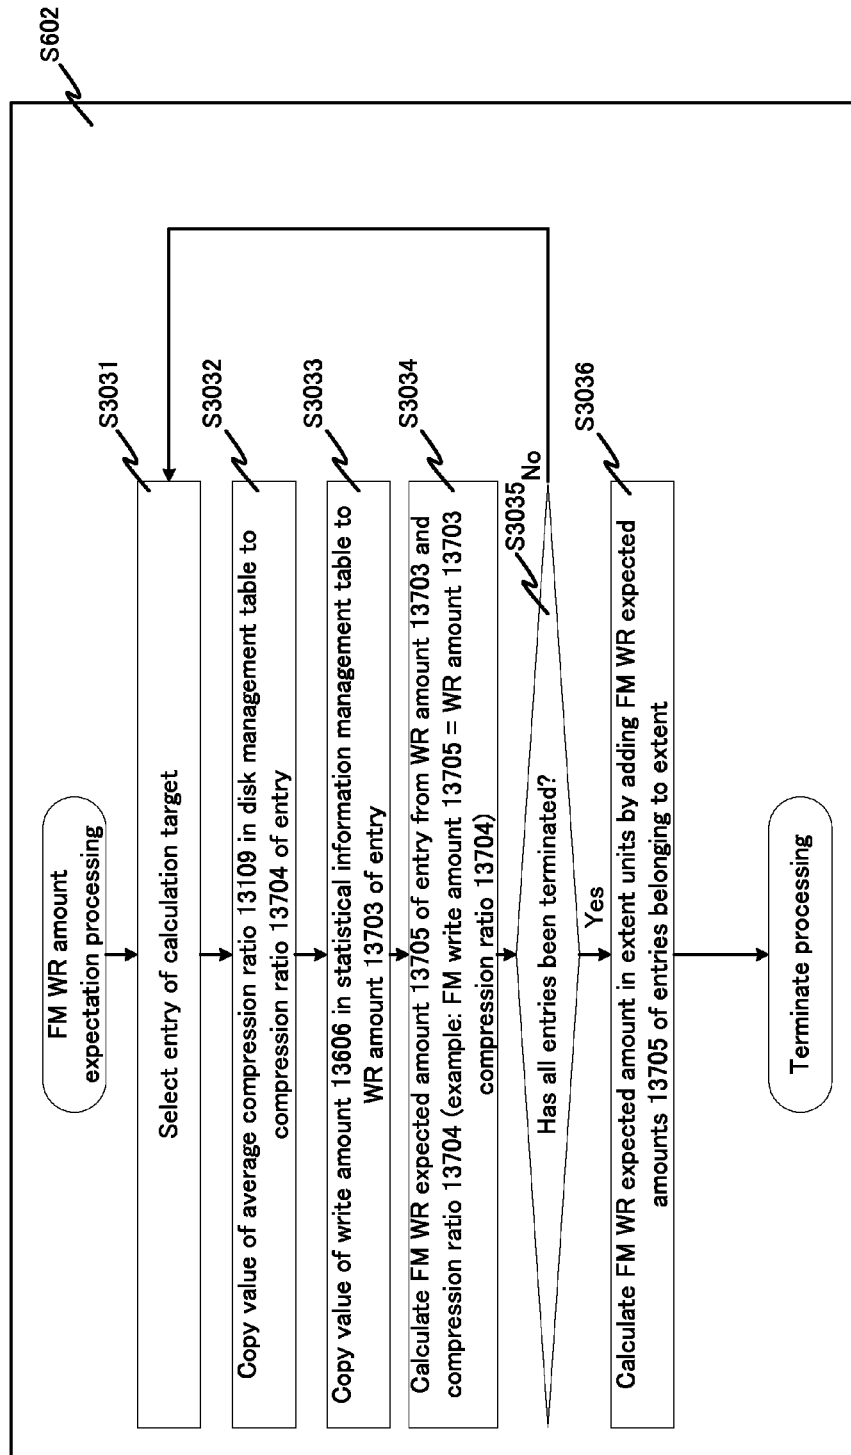 S602
FM WR amount
expectation processing
S3031
Select entry of calculation target
S3032
Copy value of average compression ratio 13109 in disk management table to
compression ratio 13704 of entry
S3033
Copy value of write amount 13606 in statistical information management table to
WR amount 13703 of entry
S3034
Calculate FM WR expected amount 13705 of entry from WR amount 13703 and
compression ratio 13704 (example: FM write amount 13705 = WR amount 13703
compression ratio 13704)
S3035
No
Has all entries been terminated?
Yes
S3036
Calculate FM WR expected amount in extent units by adding FM WR expected
amounts 13705 of entries belonging to extent
Terminate processing